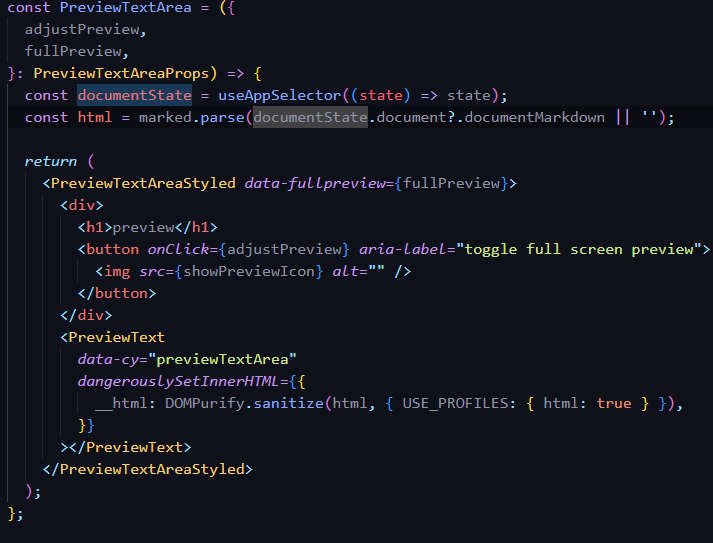 const PreviewTextArea = ({
  adjustPreview,
  fullPreview,
}: PreviewTextAreaProps) => {
  const documentState = useAppSelector((state) => state);
  const html = marked.parse(documentState.document?.documentMarkdown || '');

  return (
    <PreviewTextAreaStyled data-fullpreview={fullPreview}>
      <div>
        <h1>preview</h1>
        <button onClick={adjustPreview} aria-label="toggle full screen preview">
          <img src={showPreviewIcon} alt="" />
        </button>
      </div>
      <PreviewText
        data-cy="previewTextArea"
        dangerouslySetInnerHTML={{
          __html: DOMPurify.sanitize(html, { USE_PROFILES: { html: true } }),
        }}
      ></PreviewText>
    </PreviewTextAreaStyled>
  );
};